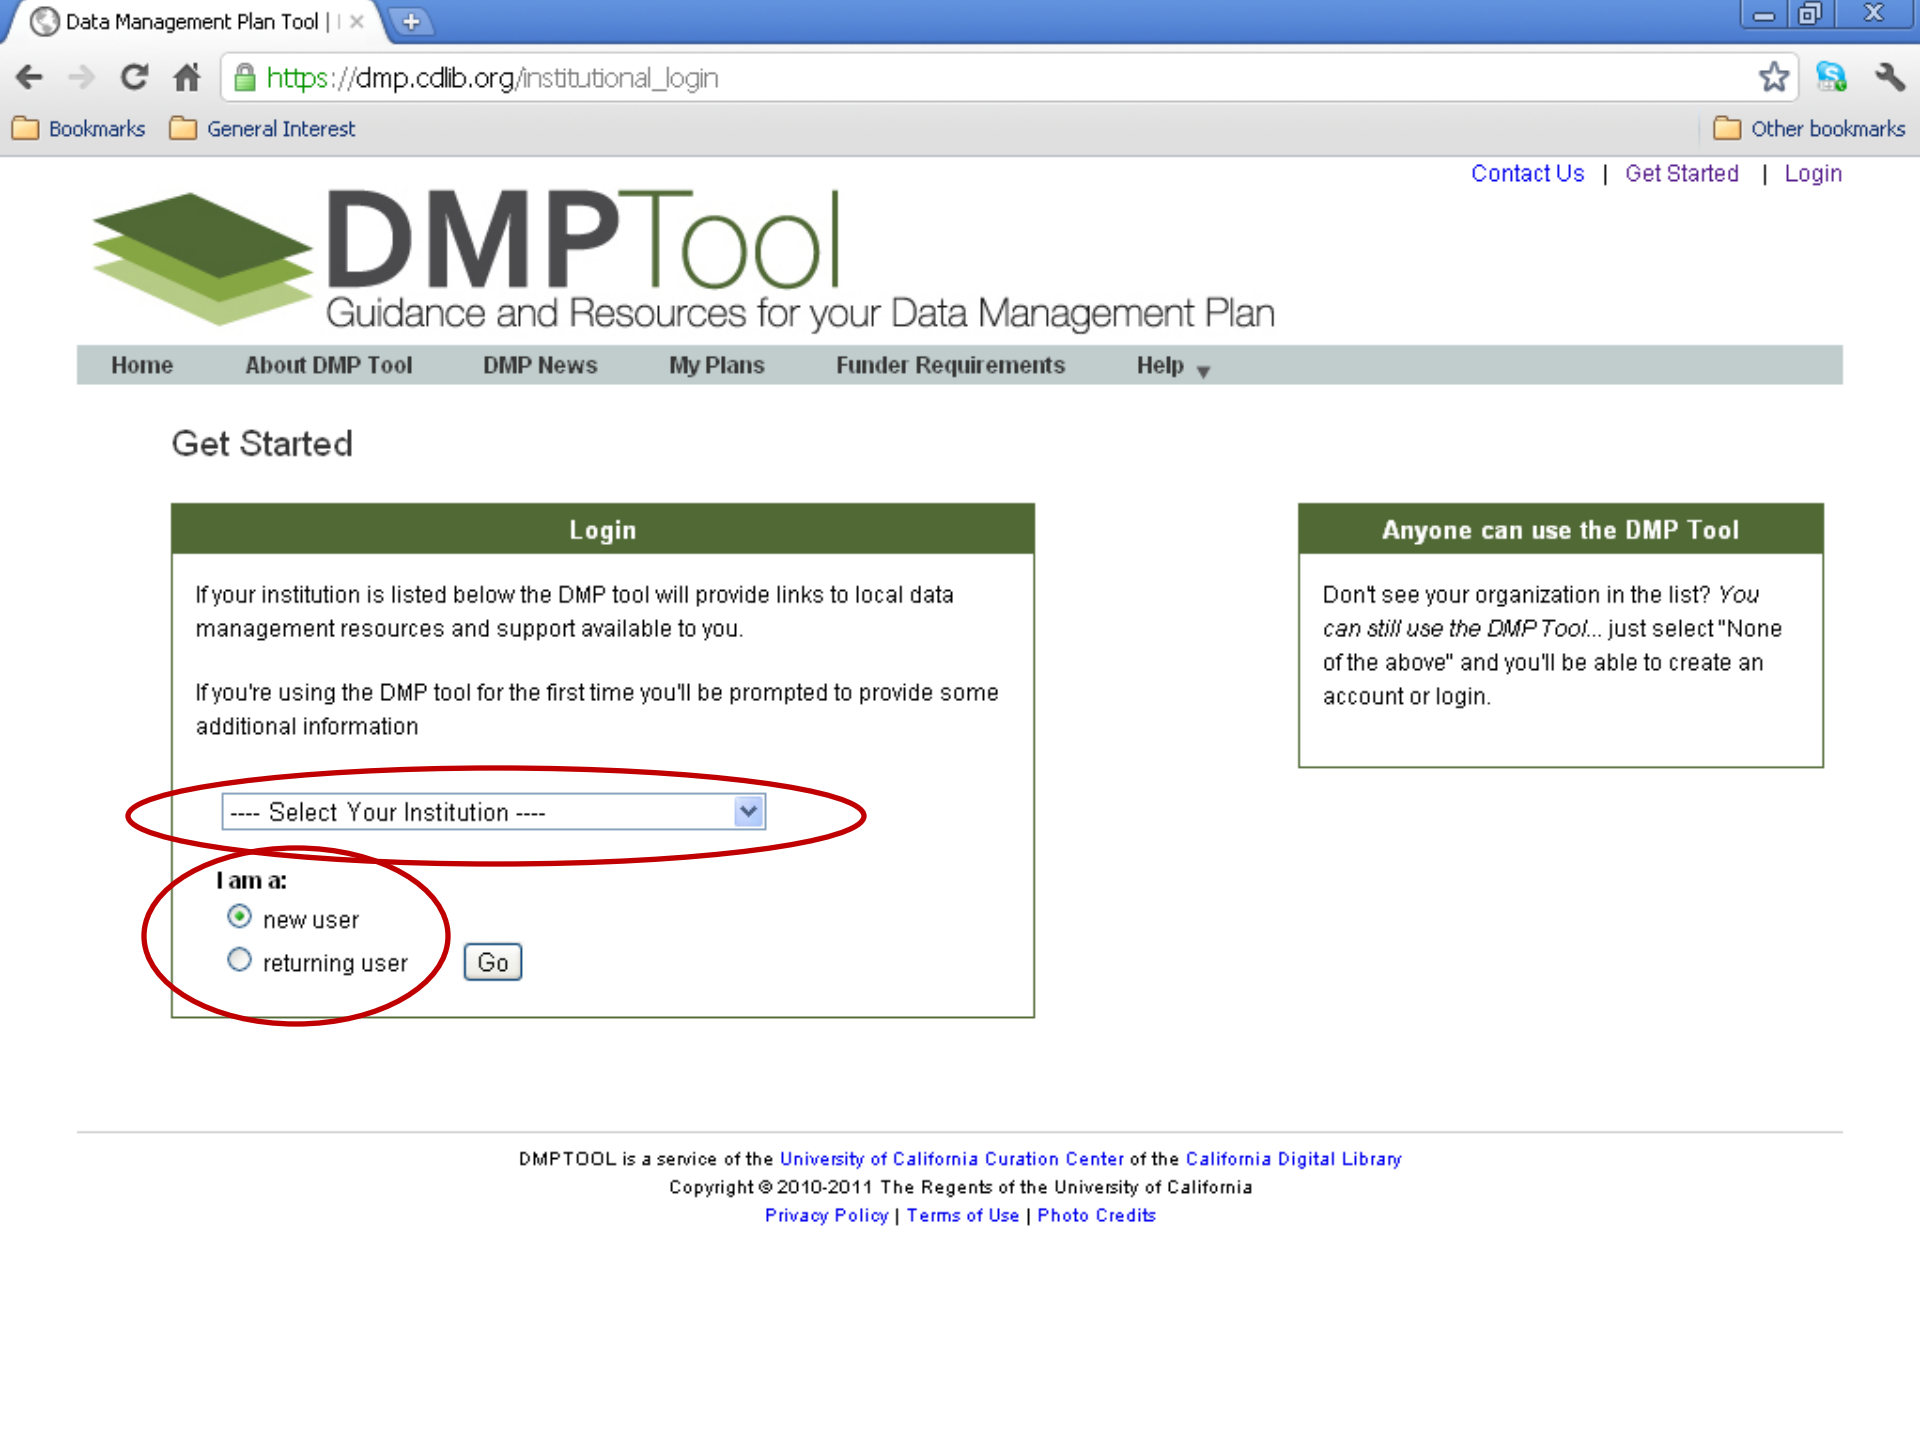 Data Management Plan Tool |
https://dmp.cdlib.org/institutional_login
Bookmarks General Interest Other bookmarks
Contact Us | Get Started | Login
DMPTool
Guidance and Resources for your Data Management Plan
Home About DMP Tool DMP News My Plans Funder Requirements Help
Get Started
Login
If your institution is listed below the DMP tool will provide links to local data
management resources and support available to you.
If you're using the DMP tool for the first time you'll be prompted to provide some
additional information
---- Select Your Institution ----
I am a:
new user
returning user Go
Anyone can use the DMP Tool
Don't see your organization in the list? You
can still use the DMP Tool... just select "None
of the above" and you'll be able to create an
account or login.
DMPTOOL is a service of the University of California Curation Center of the California Digital Library
Copyright © 2010-2011 The Regents of the University of California
Privacy Policy | Terms of Use | Photo Credits